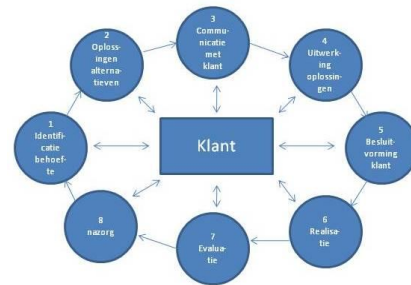 1
Identifi-
catie
behoef-
te
2
Oplos-
singen
alterna-
tieven
3
Commu-
nicatie
met
klant
4
Uitwerk-
ing
oplossin-
gen
5
Besluit-
vorming
klant
6
Realisa-
tie
7
Evalua-
tie
8
nazorg
Klant